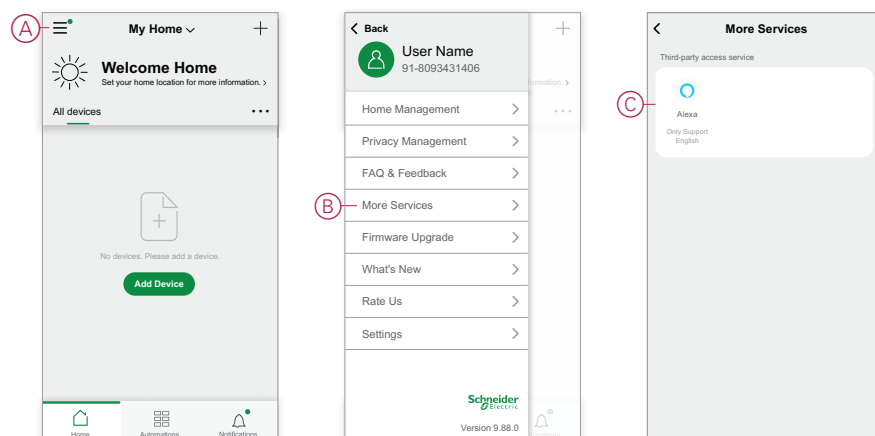 A
My Home
Welcome Home
Set your home location for more information. >
All devices
No devices. Please add a device.
Add Device
Home
Automations
Notifications
Back
User Name
91-8093431406
formation. >
Home Management
Privacy Management
FAQ & Feedback
B
More Services
Firmware Upgrade
What's New
Rate Us
Settings
Schneider
Electric
Version 9.88.0
More Services
Third-party access service
C
Alexa
Only Support
English